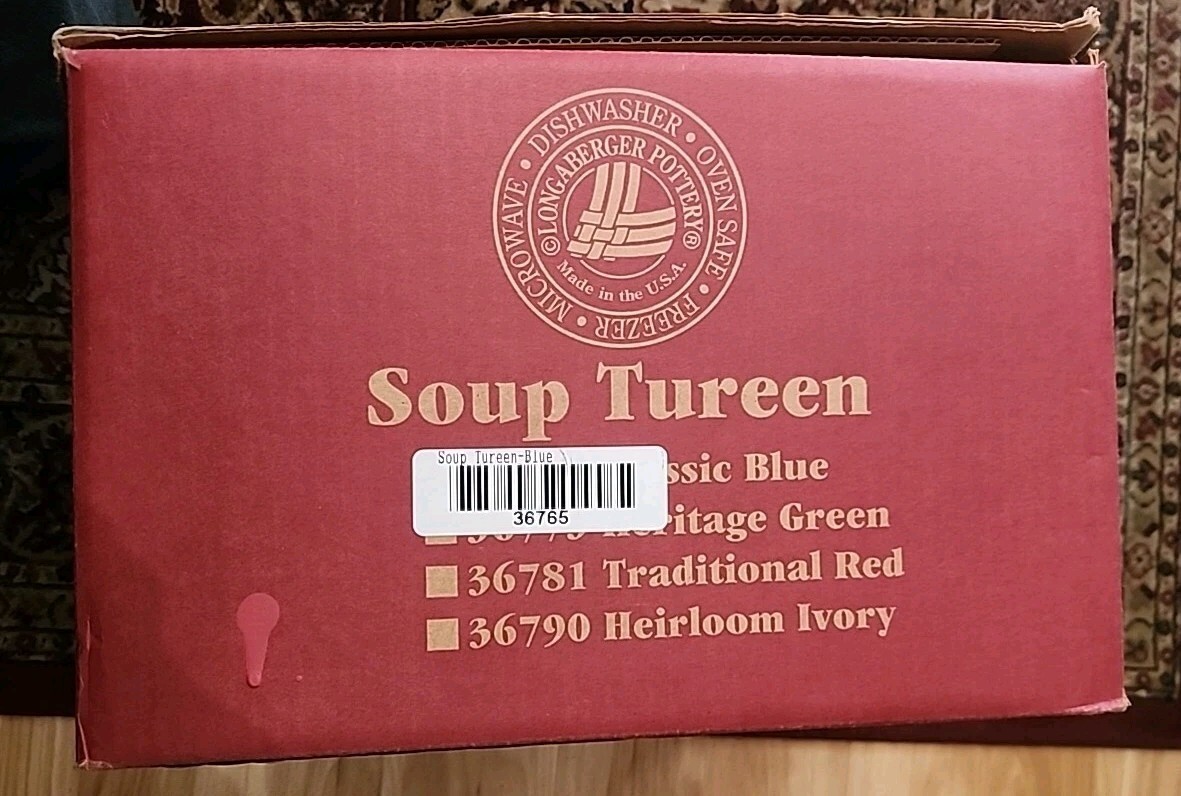 MICROWAVE • DISHWASHER • OVEN SAFE • FREEZER •
©LONGABERGER POTTERY®
Made in the U.S.A.
Soup Tureen
Soup Tureen-Blue
36765
ssic Blue
ritage Green
36781 Traditional Red
36790 Heirloom Ivory